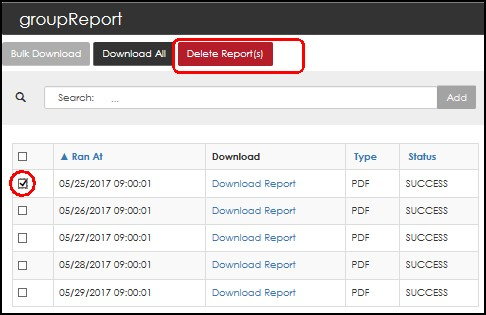 groupReport
Bulk Download Download All Delete Report(s)
Search: ... Add
▲ Ran At Download Type Status
05/25/2017 09:00:01 Download Report PDF SUCCESS
05/26/2017 09:00:01 Download Report PDF SUCCESS
05/27/2017 09:00:01 Download Report PDF SUCCESS
05/28/2017 09:00:01 Download Report PDF SUCCESS
05/29/2017 09:00:01 Download Report PDF SUCCESS